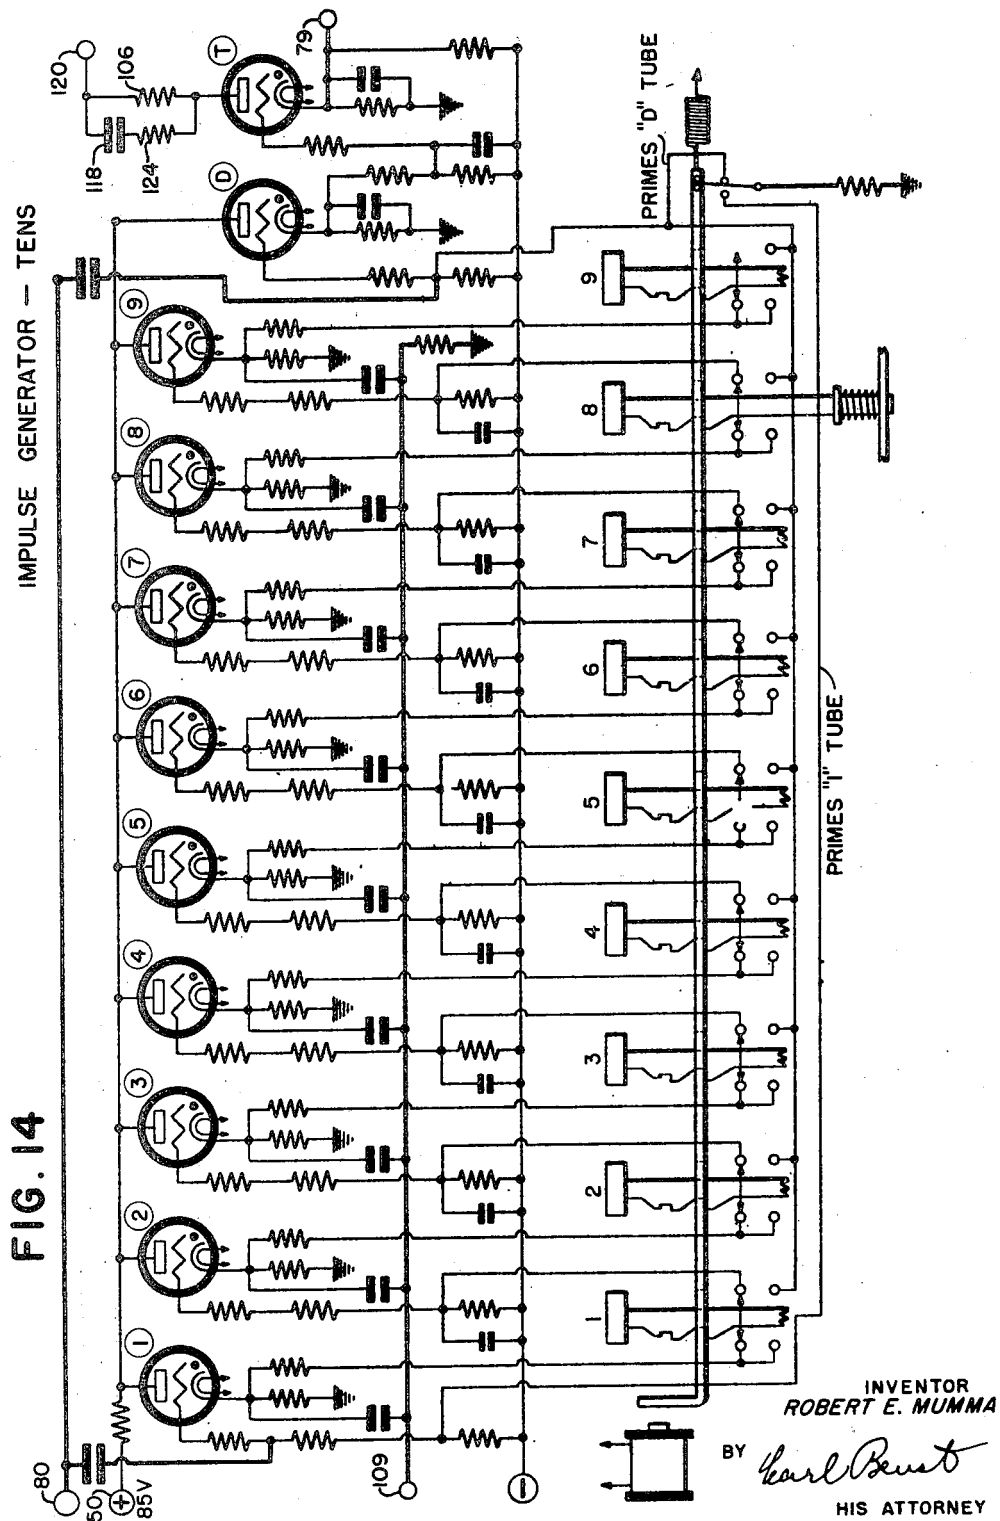 FIG. 14
IMPULSE GENERATOR — TENS
80
50
+
85V
109
−
1
2
3
4
5
6
7
8
9
D
T
118
124
106
120
79
1
2
3
4
5
6
7
8
9
PRIMES "D" TUBE
PRIMES "1" TUBE
INVENTOR
ROBERT E. MUMMA
BY Earl Beust
HIS ATTORNEY